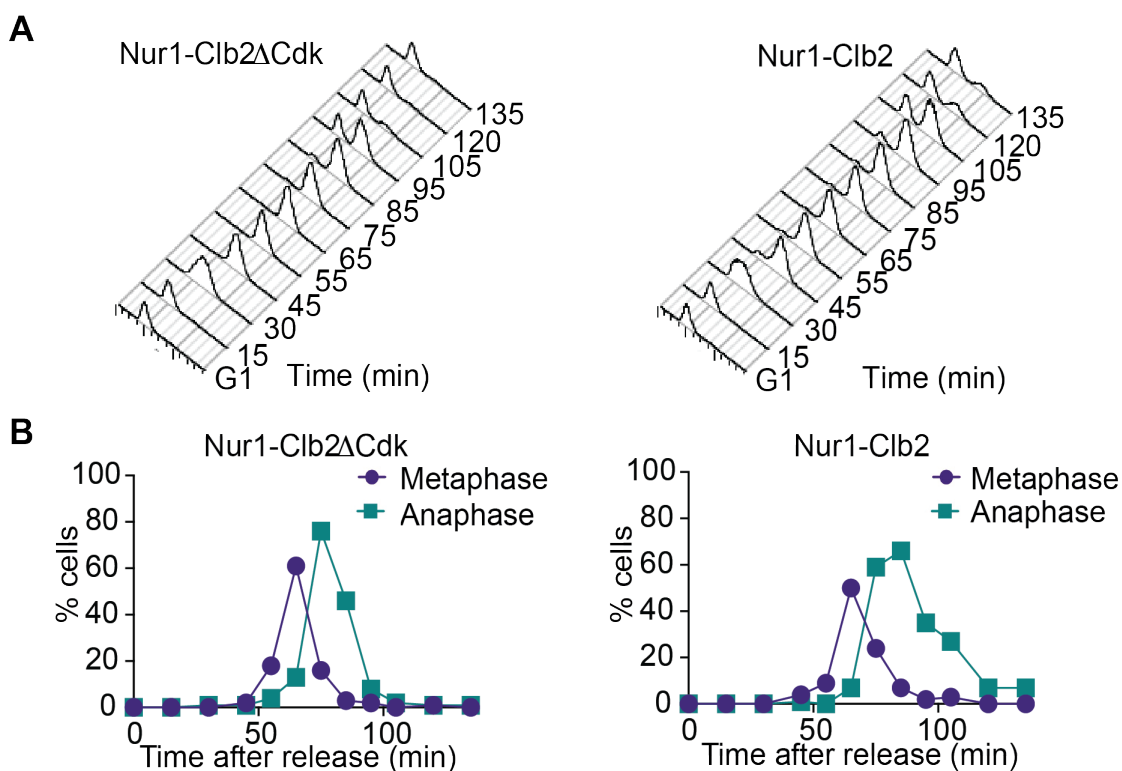 A
Nur1-Clb2ΔCdk
Nur1-Clb2
135
120
105
95
85
75
65
55
45
30
15
G1
Time (min)
135
120
105
95
85
75
65
55
45
30
15
G1
Time (min)
B
Nur1-Clb2ΔCdk
Metaphase
Anaphase
% cells
100
80
60
40
20
0
0
50
100
Time after release (min)
Nur1-Clb2
Metaphase
Anaphase
% cells
100
80
60
40
20
0
0
50
100
Time after release (min)